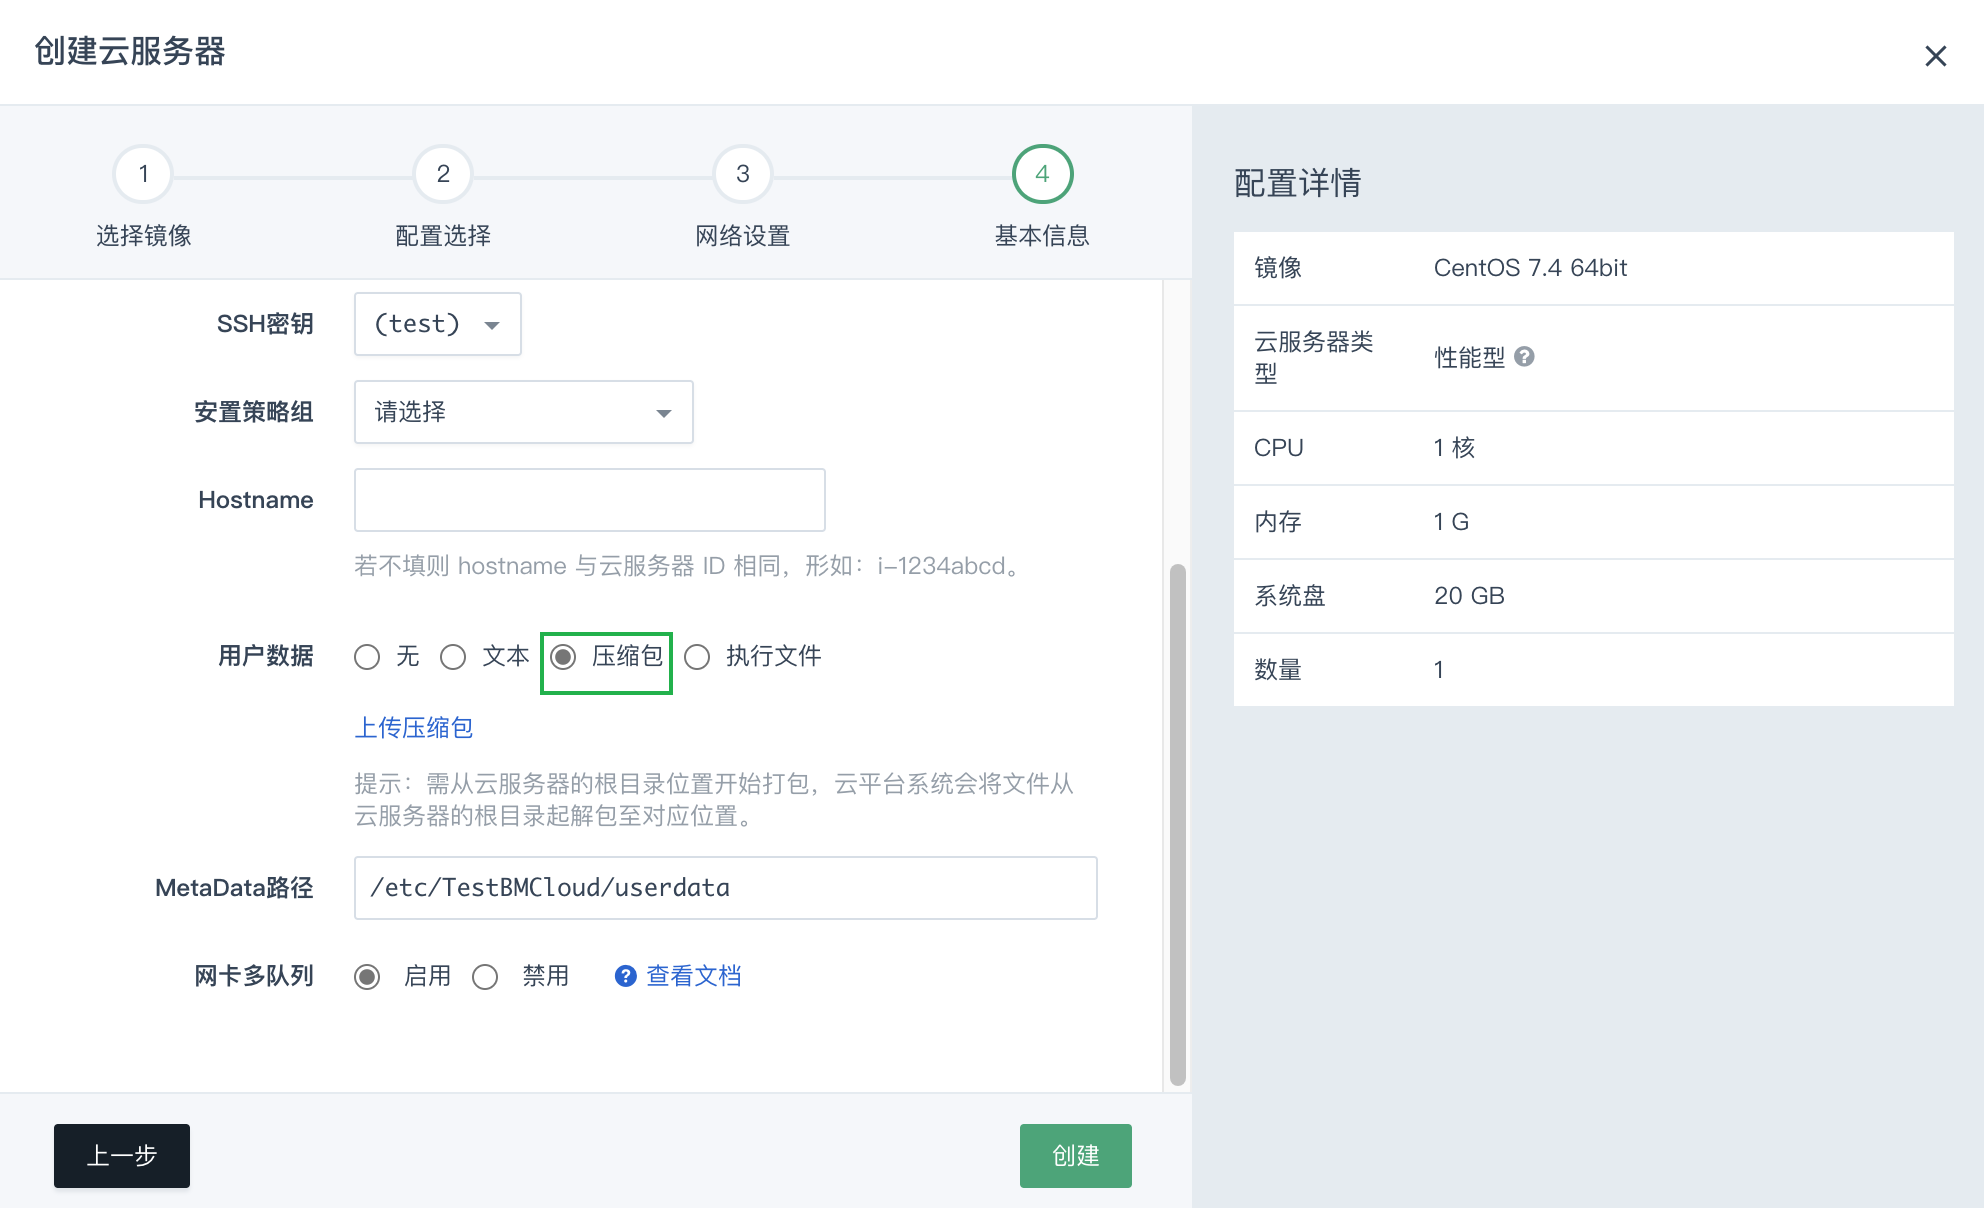 创建云服务器
1
2
3
4
选择镜像
配置选择
网络设置
基本信息
SSH密钥
(test)
安置策略组
请选择
Hostname
若不填则 hostname 与云服务器 ID 相同，形如：i-1234abcd。
用户数据
无
文本
压缩包
执行文件
上传压缩包
提示：需从云服务器的根目录位置开始打包，云平台系统会将文件从
云服务器的根目录起解包至对应位置。
MetaData路径
/etc/TestBMCloud/userdata
网卡多队列
启用
禁用
? 查看文档
上一步
创建
配置详情
镜像 CentOS 7.4 64bit
云服务器类
型
性能型 ?
CPU 1 核
内存 1 G
系统盘 20 GB
数量 1